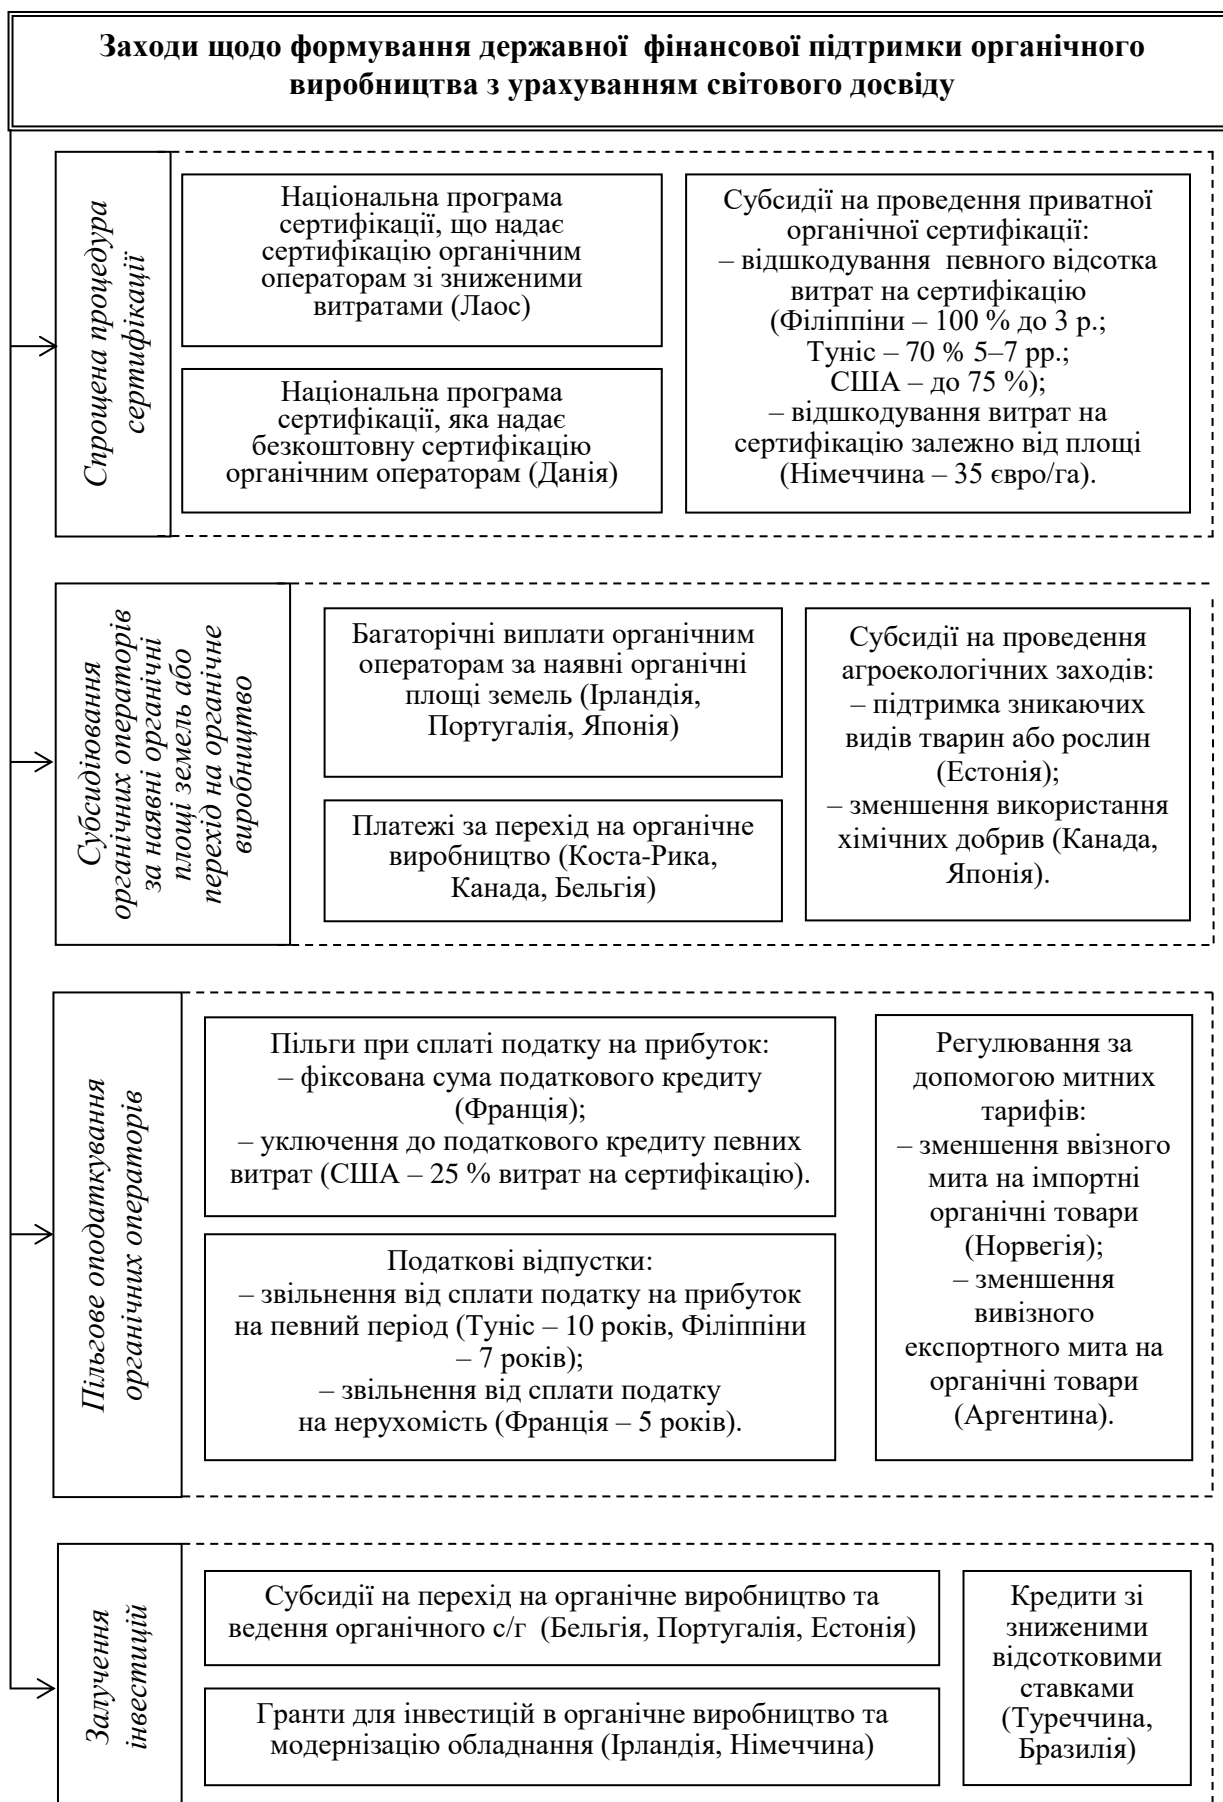 Заходи щодо формування державної фінансової підтримки органічного
виробництва з урахуванням світового досвіду
Спрощена процедура
сертифікації
Національна програма
сертифікації, що надає
сертифікацію органічним
операторам зі зниженими
витратами (Лаос)
Національна програма
сертифікації, яка надає
безкоштовну сертифікацію
органічним операторам (Данія)
Субсидії на проведення приватної
органічної сертифікації:
– відшкодування певного відсотка
витрат на сертифікацію
(Філіппіни – 100 % до 3 р.;
Туніс – 70 % 5–7 рр.;
США – до 75 %);
– відшкодування витрат на
сертифікацію залежно від площі
(Німеччина – 35 євро/га).
Субсидіювання
органічних операторів
за наявні органічні
площі земель або
перехід на органічне
виробництво
Багаторічні виплати органічним
операторам за наявні органічні
площі земель (Ірландія,
Португалія, Японія)
Платежі за перехід на органічне
виробництво (Коста-Рика,
Канада, Бельгія)
Субсидії на проведення
агроекологічних заходів:
– підтримка зникаючих
видів тварин або рослин
(Естонія);
– зменшення використання
хімічних добрив (Канада,
Японія).
Пільгове оподаткування
органічних операторів
Пільги при сплаті податку на прибуток:
– фіксована сума податкового кредиту
(Франція);
– уключення до податкового кредиту певних
витрат (США – 25 % витрат на сертифікацію).
Податкові відпустки:
– звільнення від сплати податку на прибуток
на певний період (Туніс – 10 років, Філіппіни
– 7 років);
– звільнення від сплати податку
на нерухомість (Франція – 5 років).
Регулювання за
допомогою митних
тарифів:
– зменшення ввізного
мита на імпортні
органічні товари
(Норвегія);
– зменшення
вивізного
експортного мита на
органічні товари
(Аргентина).
Залучення
інвестицій
Субсидії на перехід на органічне виробництво та
ведення органічного с/г (Бельгія, Португалія, Естонія)
Гранти для інвестицій в органічне виробництво та
модернізацію обладнання (Ірландія, Німеччина)
Кредити зі
зниженими
відсотковими
ставками
(Туреччина,
Бразилія)